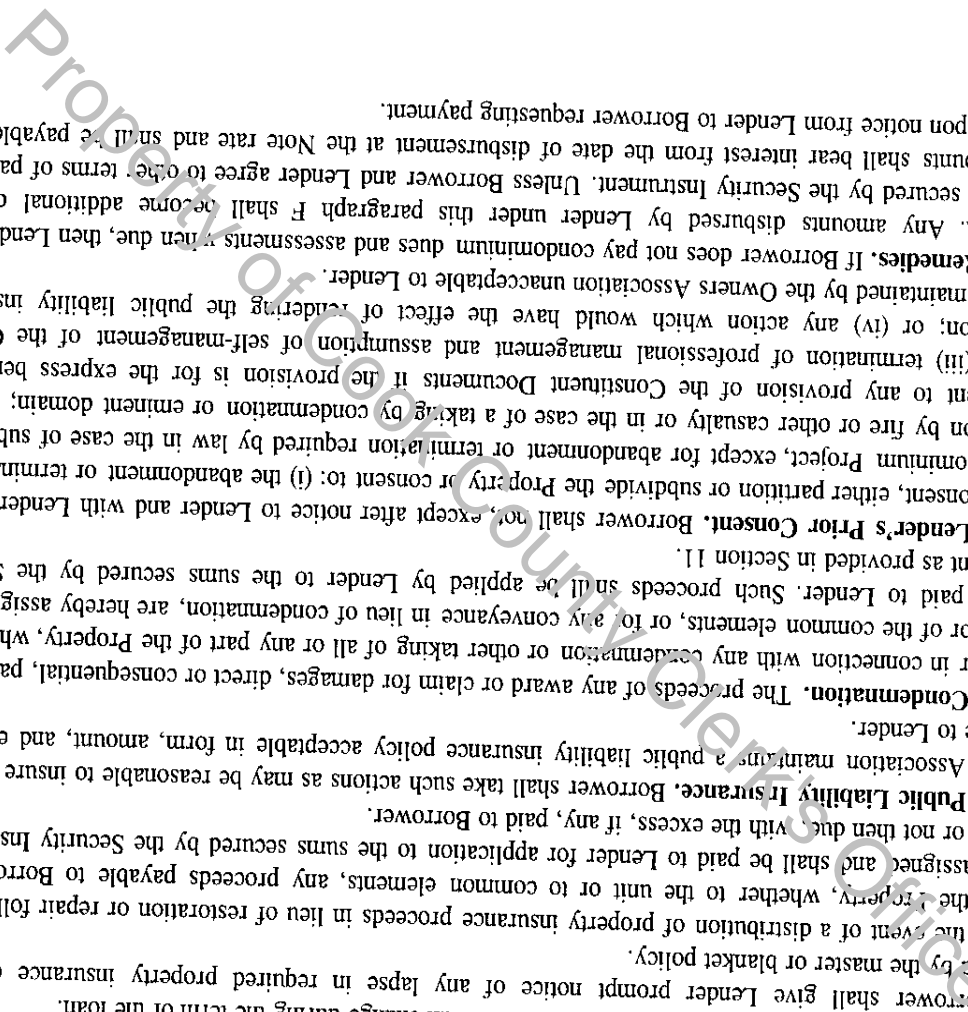 Property of Cook County Clerk's Office
during the term of the loan.
rrower shall give Lender prompt notice of any lapse in required property insurance
by the master or blanket policy.
the event of a distribution of property insurance proceeds in lieu of restoration or repair foll
the Property, whether to the unit or to common elements, any proceeds payable to Borro
assigned and shall be paid to Lender for application to the sums secured by the Security Ins
or not then due, with the excess, if any, paid to Borrower.
Public Liability Insurance. Borrower shall take such actions as may be reasonable to insure
Association maintains a public liability insurance policy acceptable in form, amount, and e
e to Lender.
Condemnation. The proceeds of any award or claim for damages, direct or consequential, pa
r in connection with any condemnation or other taking of all or any part of the Property, wh
or of the common elements, or for any conveyance in lieu of condemnation, are hereby assig
paid to Lender. Such proceeds shall be applied by Lender to the sums secured by the S
nt as provided in Section 11.
Lender's Prior Consent. Borrower shall not, except after notice to Lender and with Lender
onsent, either partition or subdivide the Property or consent to: (i) the abandonment or termin
ominium Project, except for abandonment or termination required by law in the case of sub
on by fire or other casualty or in the case of a taking by condemnation or eminent domain;
nt to any provision of the Constituent Documents if the provision is for the express ben
(iii) termination of professional management and assumption of self-management of the O
on; or (iv) any action which would have the effect of rendering the public liability ins
maintained by the Owners Association unacceptable to Lender.
Remedies. If Borrower does not pay condominium dues and assessments when due, then Lend
. Any amounts disbursed by Lender under this paragraph F shall become additional d
secured by the Security Instrument. Unless Borrower and Lender agree to other terms of pa
ounts shall bear interest from the date of disbursement at the Note rate and shall be payable
pon notice from Lender to Borrower requesting payment.